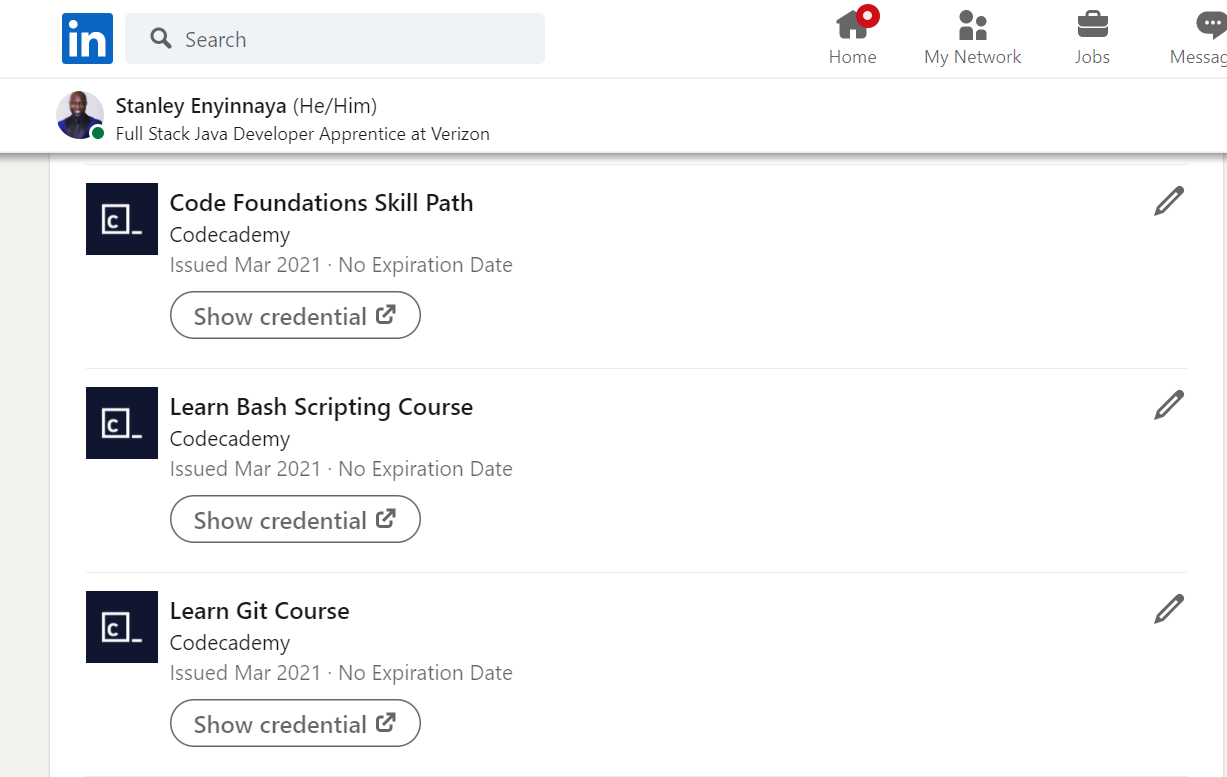 in
Search
Home
My Network
Jobs
Messag
Stanley Enyinnaya (He/Him)
Full Stack Java Developer Apprentice at Verizon
C_
Code Foundations Skill Path
Codecademy
Issued Mar 2021 · No Expiration Date
Show credential
C_
Learn Bash Scripting Course
Codecademy
Issued Mar 2021 · No Expiration Date
Show credential
C_
Learn Git Course
Codecademy
Issued Mar 2021 · No Expiration Date
Show credential